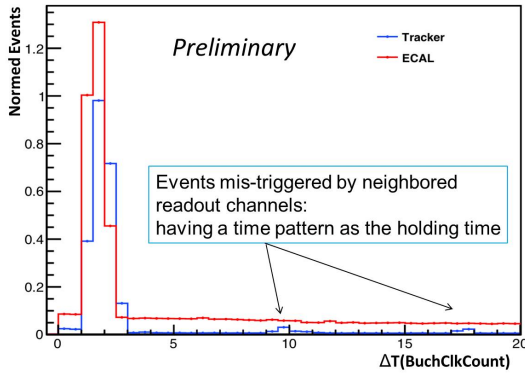 Normed Events
Preliminary
Tracker
ECAL
1.2
1
0.8
0.6
0.4
0.2
0
Events mis-triggered by neighbored
readout channels:
having a time pattern as the holding time
0 5 10 15 20
ΔT(BuchClkCount)